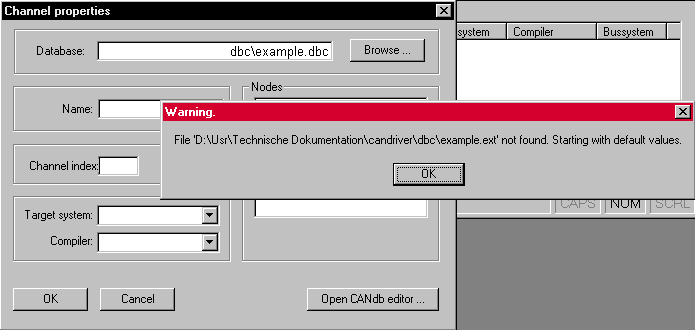 Channel properties
Database: dbc\example.dbc Browse ...
system Compiler Bussystem
Name: Nodes
Warning.
File 'D:\Usr\Technische Dokumentation\candriver\dbc\example.ext' not found. Starting with default values.
OK
Channel index:
Target system:
CAPS NUM SCRL
Compiler:
OK Cancel Open CANdb editor ...